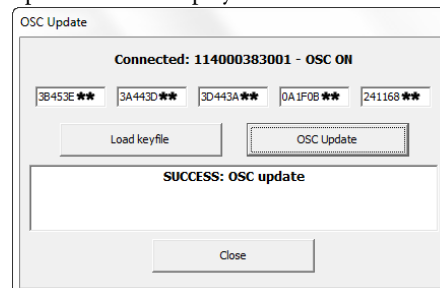 OSC Update
Connected: 114000383001 - OSC ON
3B453E** 3A443D** 3D443A** 0A1F0B** 241168**
Load keyfile OSC Update
SUCCESS: OSC update
Close